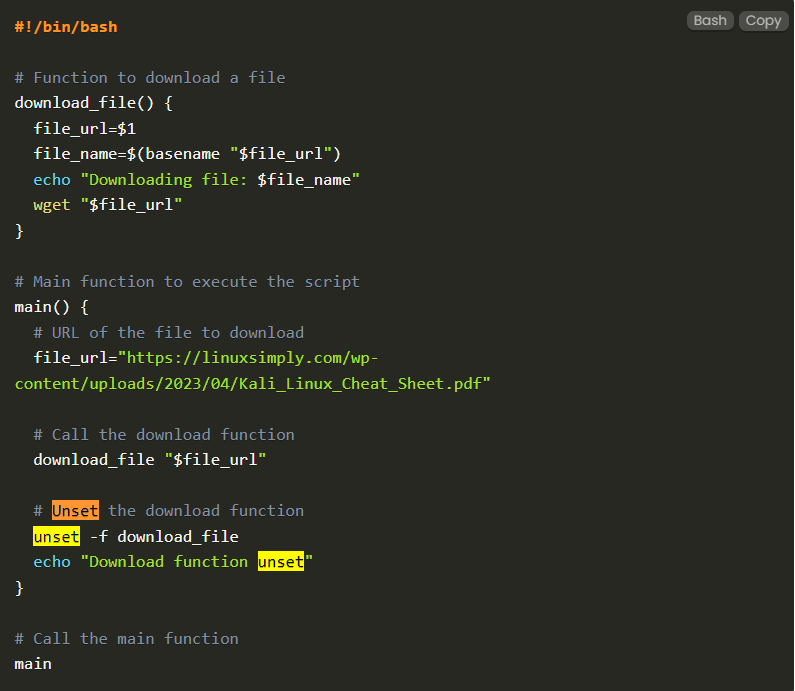 Bash Copy
#!/bin/bash
# Function to download a file
download_file() {
  file_url=$1
  file_name=$(basename "$file_url")
  echo "Downloading file: $file_name"
  wget "$file_url"
}
# Main function to execute the script
main() {
  # URL of the file to download
  file_url="https://linuxsimply.com/wp-
content/uploads/2023/04/Kali_Linux_Cheat_Sheet.pdf"
  # Call the download function
  download_file "$file_url"
  # Unset the download function
  unset -f download_file
  echo "Download function unset"
}
# Call the main function
main